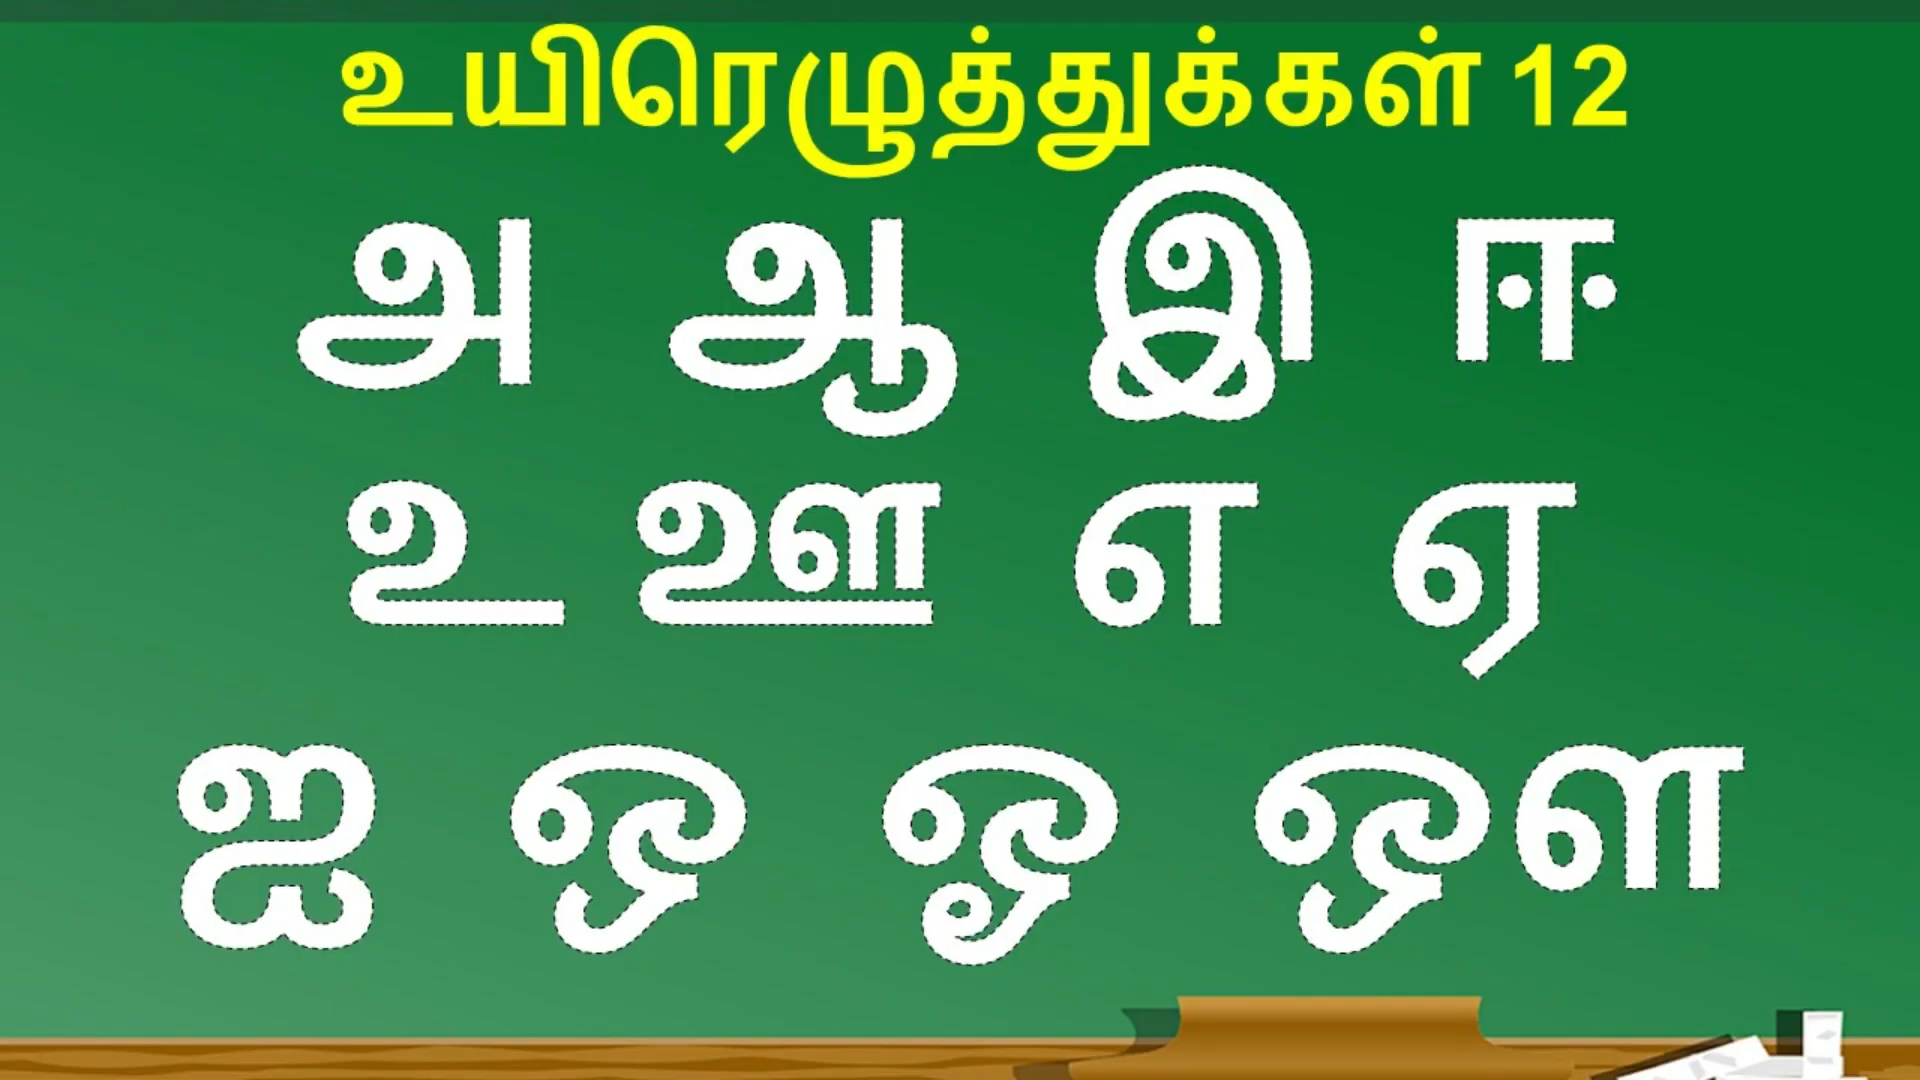 உயிரெழுத்துக்கள் 12
அ ஆ இ ஈ
உ ஊ எ ஏ
ஐ ஒ ஓ ஔ